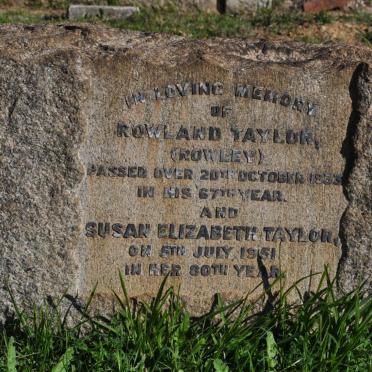 IN LOVING MEMORY
OF
ROWLAND TAYLOR,
(ROWLEY)
PASSED OVER 20TH OCTOBER
IN HIS 67TH YEAR.
AND
SUSAN ELIZABETH TAYLOR,
ON 5TH JULY, 1951
IN HER 80TH YEAR